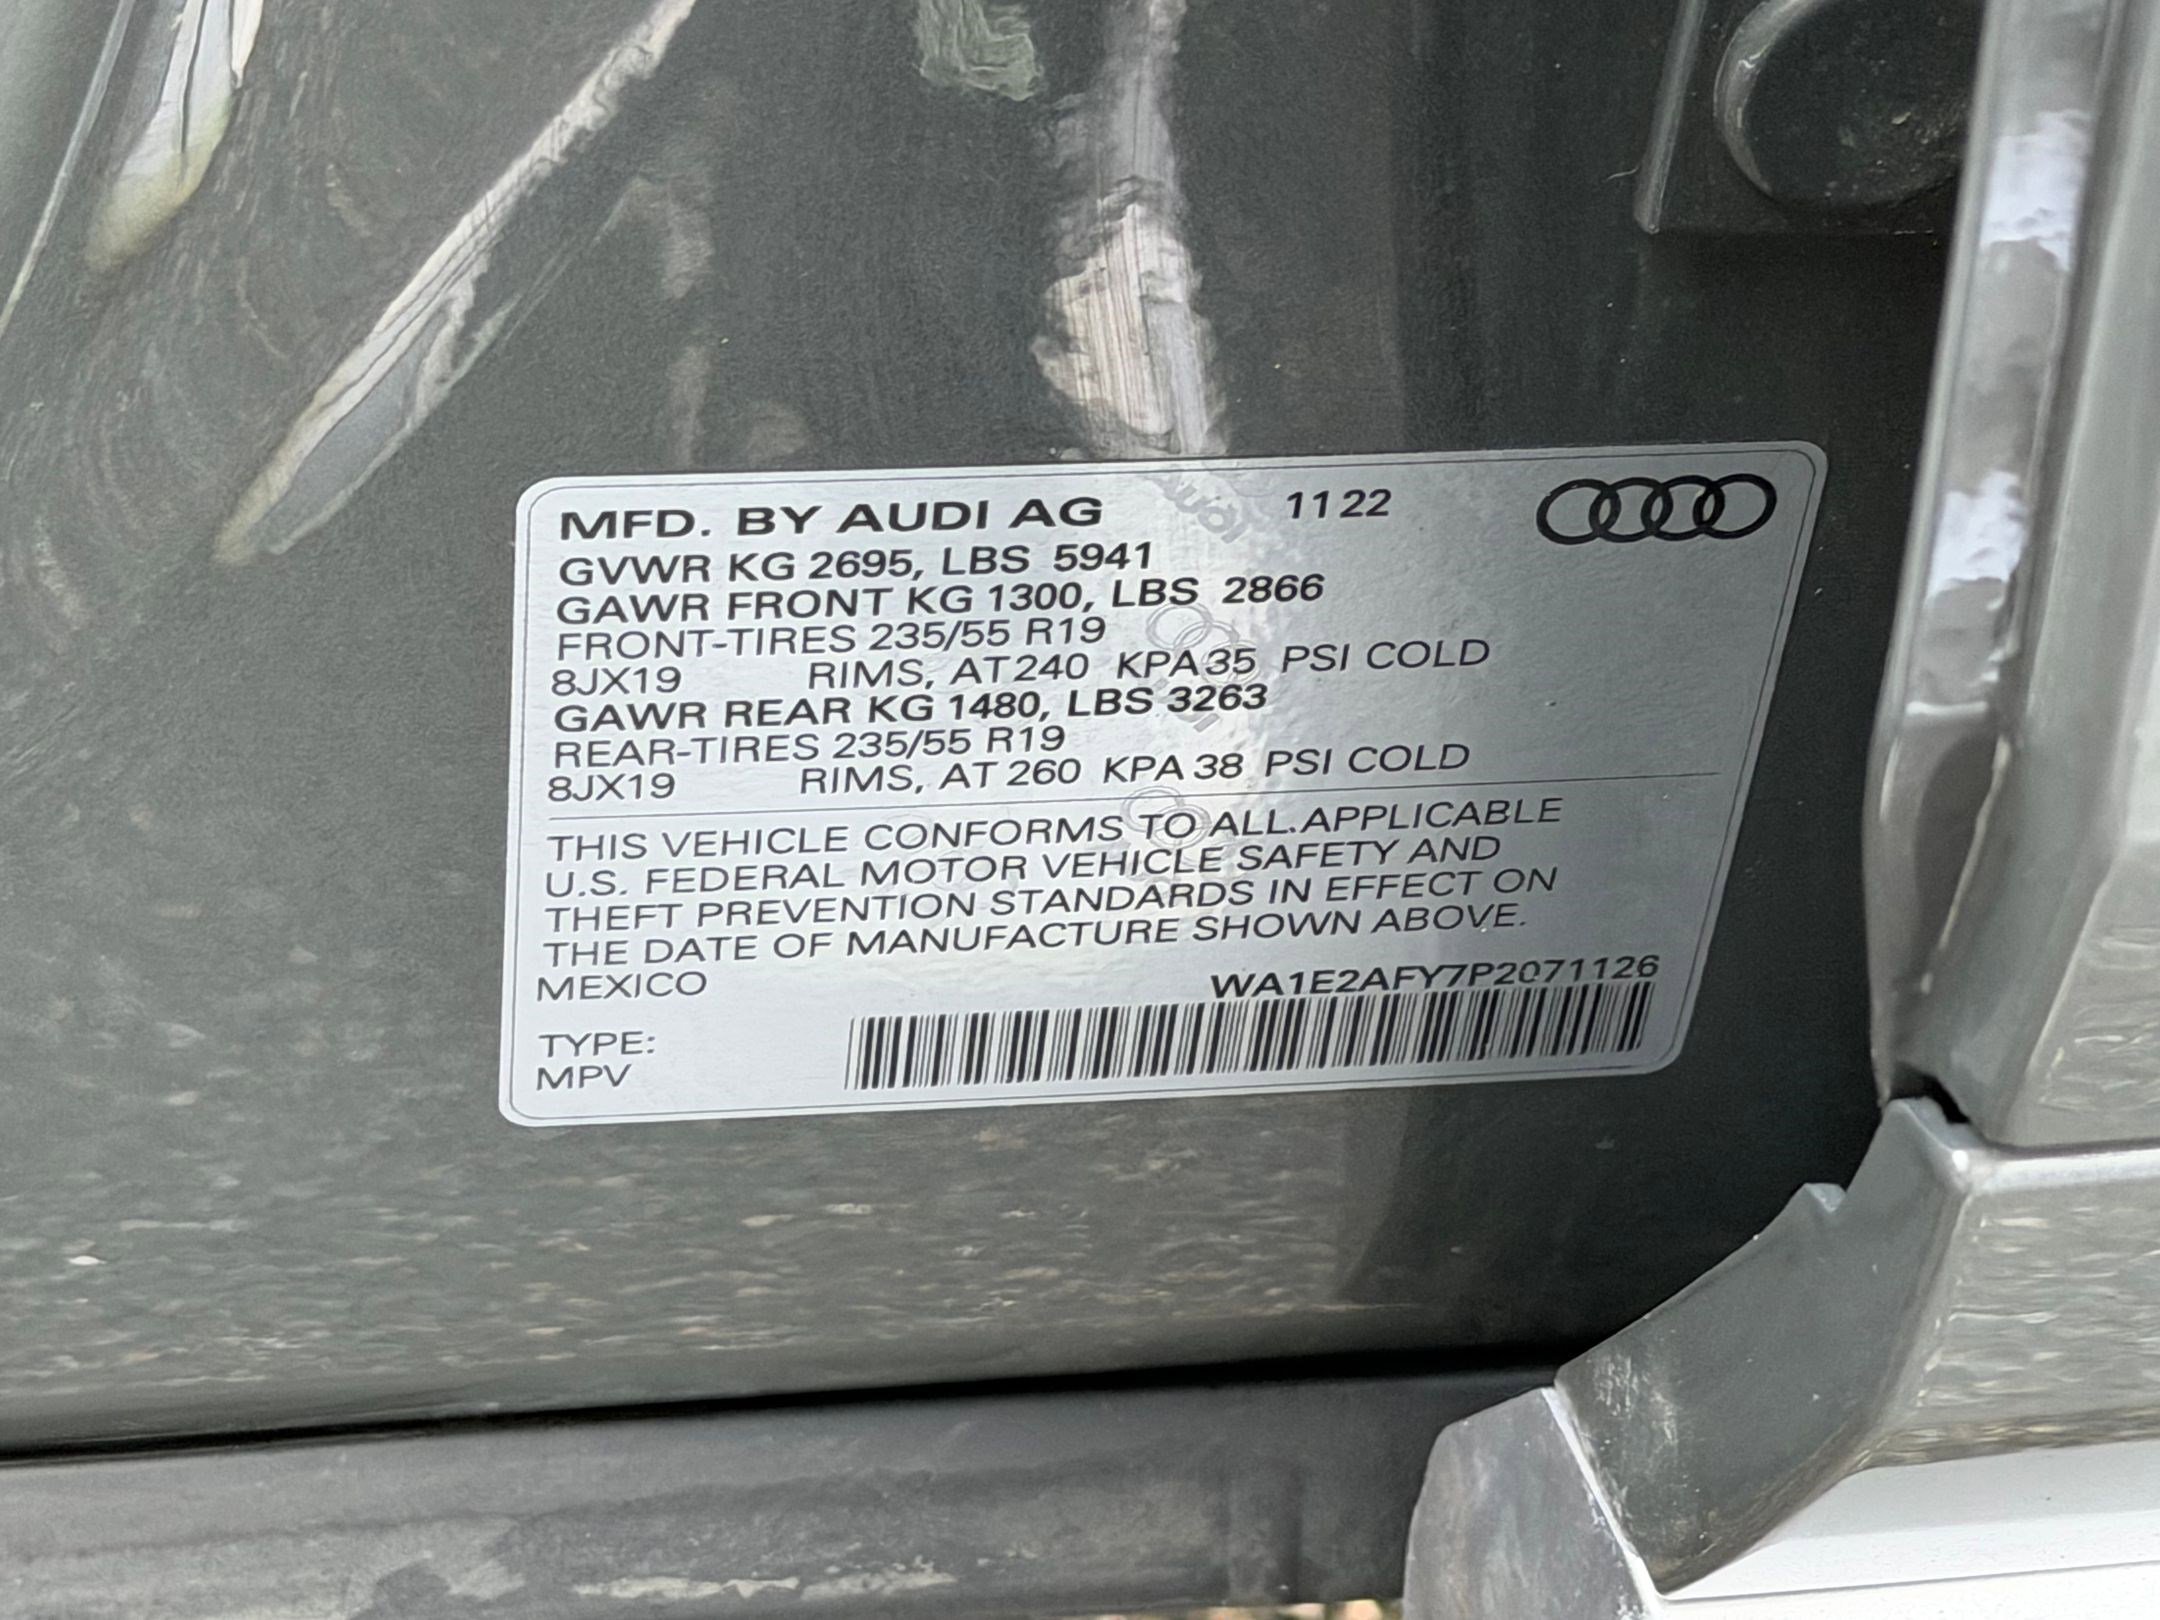 MFD. BY AUDI AG 11 22
GVWR KG 2695, LBS 5941
GAWR FRONT KG 1300, LBS 2866
FRONT-TIRES 235/55 R19
8JX19 RIMS, AT 240 KPA 35 PSI COLD
GAWR REAR KG 1480, LBS 3263
REAR-TIRES 235/55 R19
8JX19 RIMS, AT 260 KPA 38 PSI COLD
THIS VEHICLE CONFORMS TO ALL.APPLICABLE
U.S. FEDERAL MOTOR VEHICLE SAFETY AND
THEFT PREVENTION STANDARDS IN EFFECT ON
THE DATE OF MANUFACTURE SHOWN ABOVE.
MEXICO WA1E2AFY7P2071126
TYPE:
MPV